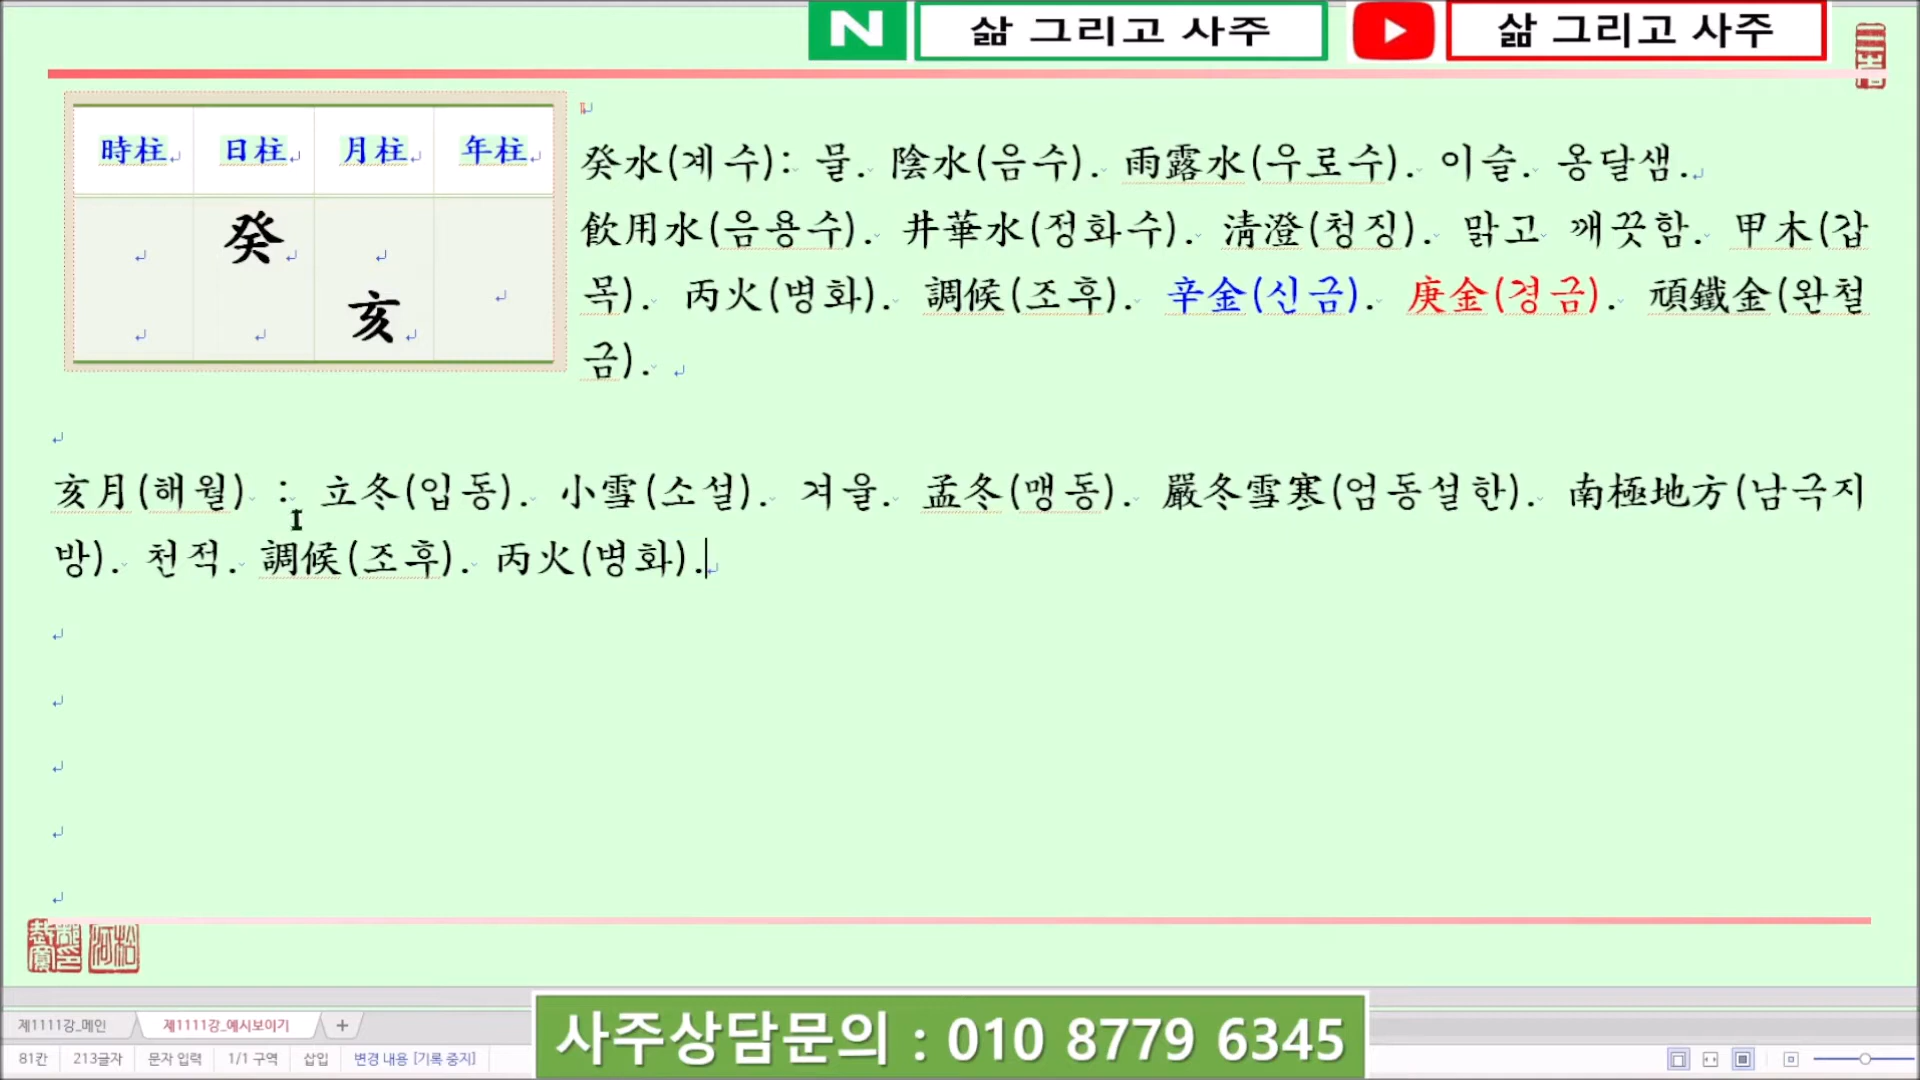 N 삶 그리고 사주 삶 그리고 사주
時柱 日柱 月柱 年柱
癸
亥
癸水(계수): 물. 陰水(음수). 雨露水(우로수). 이슬. 옹달샘.
飮用水(음용수). 井華水(정화수). 清澄(청징). 맑고 깨끗함. 甲木(갑
목). 丙火(병화). 調候(조후). 辛金(신금). 庚金(경금). 頑鐵金(완철
금).
亥月(해월) : 立冬(입동). 小雪(소설). 겨울. 孟冬(맹동). 嚴冬雪寒(엄동설한). 南極地方(남극지
방). 천적. 調候(조후). 丙火(병화).
제1111강_메인 제1111강_예시보이기 +
81칸 213글자 문자 입력 1/1 구역 삽입 변경 내용 [기록 중지]
사주상담문의 : 010 8779 6345